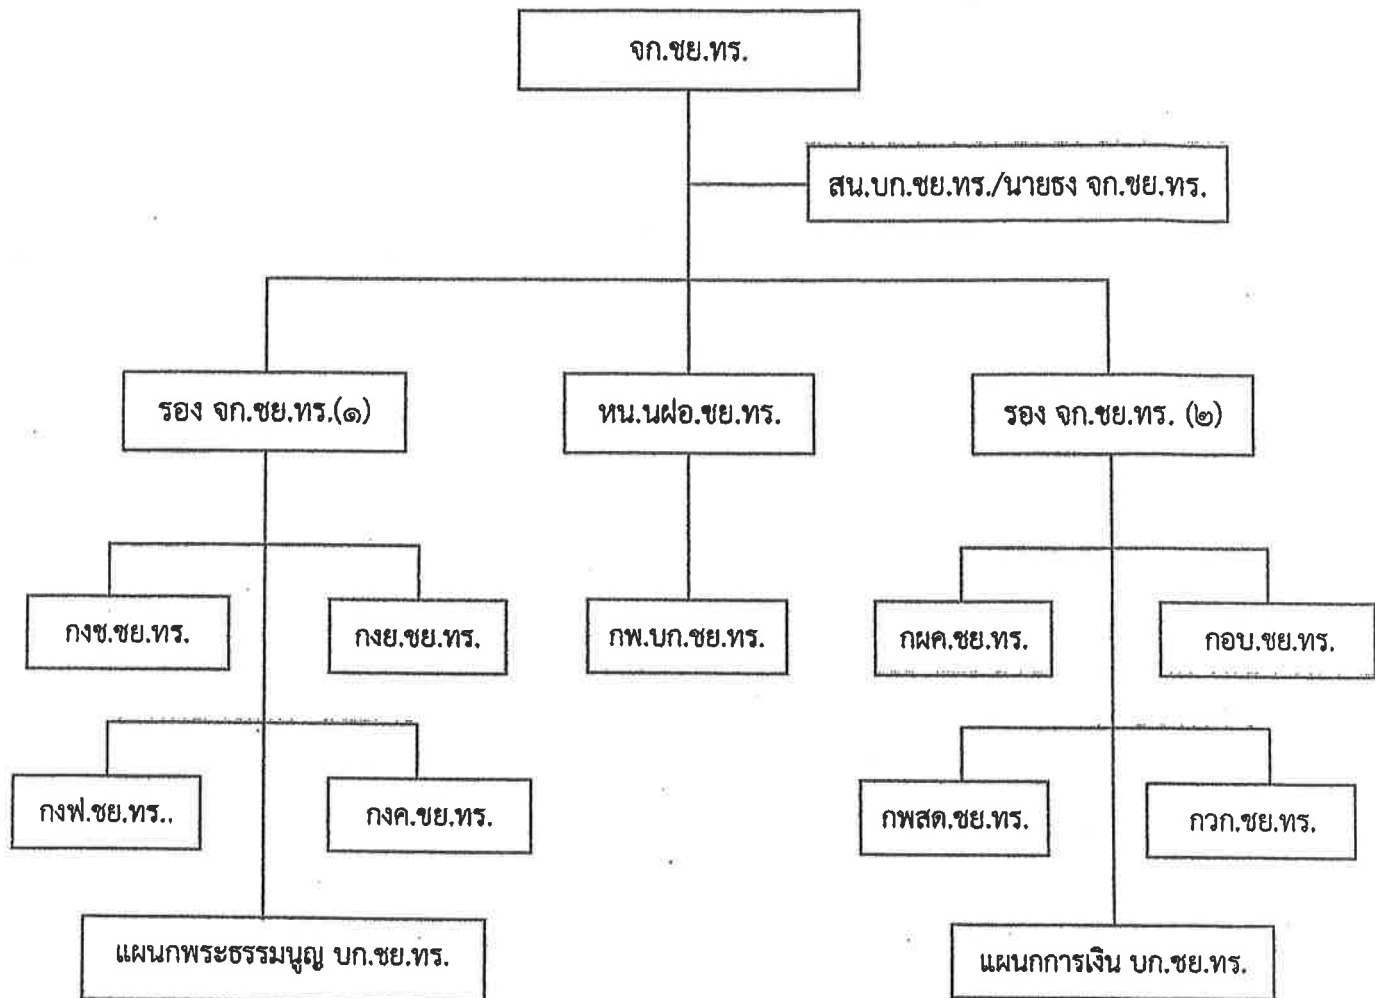 จก.ชย.ทร.
สน.บก.ชย.ทร./นายธง จก.ชย.ทร.
รอง จก.ชย.ทร.(๑)
หน.นฝอ.ชย.ทร.
รอง จก.ชย.ทร. (๒)
กงช.ชย.ทร.
กงย.ชย.ทร.
กพ.บก.ชย.ทร.
กผค.ชย.ทร.
กอบ.ชย.ทร.
กงฟ.ชย.ทร..
กงค.ชย.ทร.
กพสด.ชย.ทร.
กวก.ชย.ทร.
แผนกพระธรรมนูญ บก.ชย.ทร.
แผนกการเงิน บก.ชย.ทร.